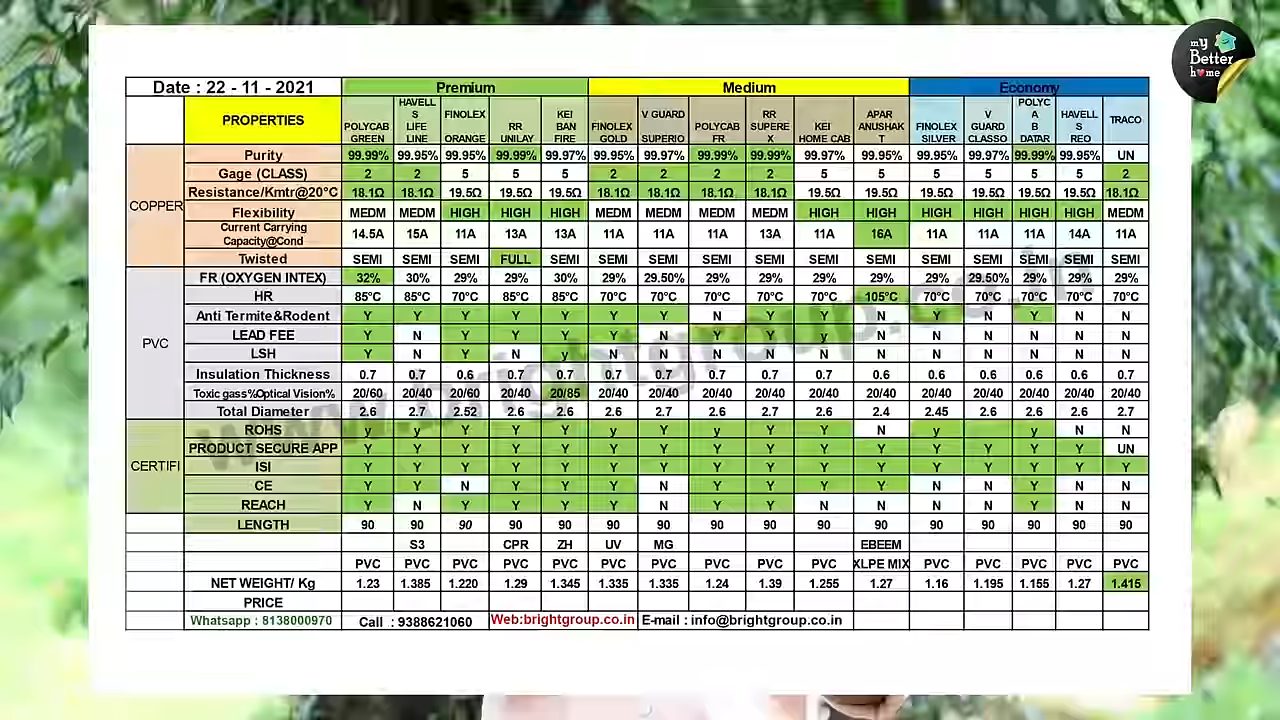 my
Better
home
Date : 22 - 11 - 2021 Premium Medium Economy
PROPERTIES POLYCAB GREEN HAVELLS LIFE LINE FINOLEX ORANGE RR UNILAY KEI BAN FIRE FINOLEX GOLD V GUARD SUPERIO POLYCAB FR RR SUPEREX KEI HOME CAB APAR ANUSHAKT FINOLEX SILVER V GUARD CLASSO POLYCAB DATAR HAVELLS REO TRACO
COPPER
Purity 99.99% 99.95% 99.95% 99.99% 99.97% 99.95% 99.97% 99.99% 99.99% 99.97% 99.95% 99.95% 99.97% 99.99% 99.95% UN
Gage (CLASS) 2 2 5 5 5 2 2 2 2 5 5 5 5 5 5 2
Resistance/Kmtr@20°C 18.1Ω 18.1Ω 19.5Ω 19.5Ω 19.5Ω 18.1Ω 18.1Ω 18.1Ω 18.1Ω 19.5Ω 19.5Ω 19.5Ω 19.5Ω 19.5Ω 19.5Ω 18.1Ω
Flexibility MEDM MEDM HIGH HIGH HIGH MEDM MEDM MEDM MEDM HIGH HIGH HIGH HIGH HIGH HIGH MEDM
Current Carrying Capacity@Cond 14.5A 15A 11A 13A 13A 11A 11A 11A 13A 11A 16A 11A 11A 11A 14A 11A
Twisted SEMI SEMI SEMI FULL SEMI SEMI SEMI SEMI SEMI SEMI SEMI SEMI SEMI SEMI SEMI SEMI
PVC
FR (OXYGEN INTEX) 32% 30% 29% 29% 30% 29% 29.50% 29% 29% 29% 29% 29% 29.50% 29% 29% 29%
HR 85°C 85°C 70°C 85°C 85°C 70°C 70°C 70°C 70°C 70°C 105°C 70°C 70°C 70°C 70°C 70°C
Anti Termite&Rodent Y Y Y Y Y Y Y N Y Y N Y N Y N N
LEAD FEE Y N Y Y Y Y N Y Y y N N N N N N
LSH Y N Y N y N N N N N N N N N N N
Insulation Thickness 0.7 0.7 0.6 0.7 0.7 0.7 0.7 0.7 0.7 0.7 0.6 0.6 0.6 0.6 0.6 0.7
Toxic gass%Optical Vision% 20/60 20/40 20/60 20/40 20/85 20/40 20/40 20/40 20/40 20/40 20/40 20/40 20/40 20/40 20/40 20/40
Total Diameter 2.6 2.7 2.52 2.6 2.6 2.6 2.7 2.6 2.7 2.6 2.4 2.45 2.6 2.6 2.6 2.7
CERTIFI
ROHS y y Y Y Y y Y y Y Y N y N y N N
PRODUCT SECURE APP Y Y Y Y Y Y Y Y Y Y Y Y Y Y Y UN
ISI Y Y Y Y Y Y Y Y Y Y Y Y Y Y Y Y
CE Y Y N Y Y Y N Y Y Y Y N N Y N N
REACH Y N Y Y Y Y N Y Y N N N N Y N N
LENGTH 90 90 90 90 90 90 90 90 90 90 90 90 90 90 90 90
S3 CPR ZH UV MG EBEEM
PVC PVC PVC PVC PVC PVC PVC PVC PVC PVC XLPE MIX PVC PVC PVC PVC PVC
NET WEIGHT/ Kg 1.23 1.385 1.220 1.29 1.345 1.335 1.335 1.24 1.39 1.255 1.27 1.16 1.195 1.155 1.27 1.415
PRICE
Whatsapp : 8138000970 Call : 9388621060 Web:brightgroup.co.in E-mail : info@brightgroup.co.in
www.brightgroup.co.in